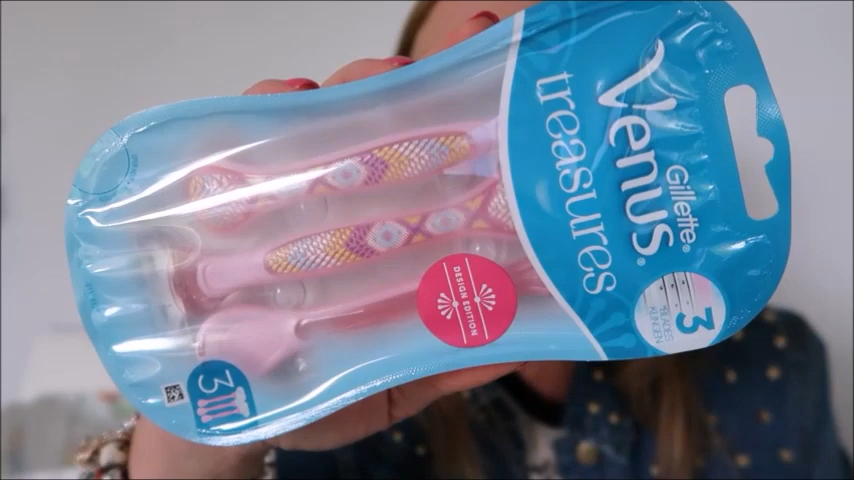 Gillette®
Venus®
treasures
3
*BLADES
KLINGEN
DESIGN EDITION
3